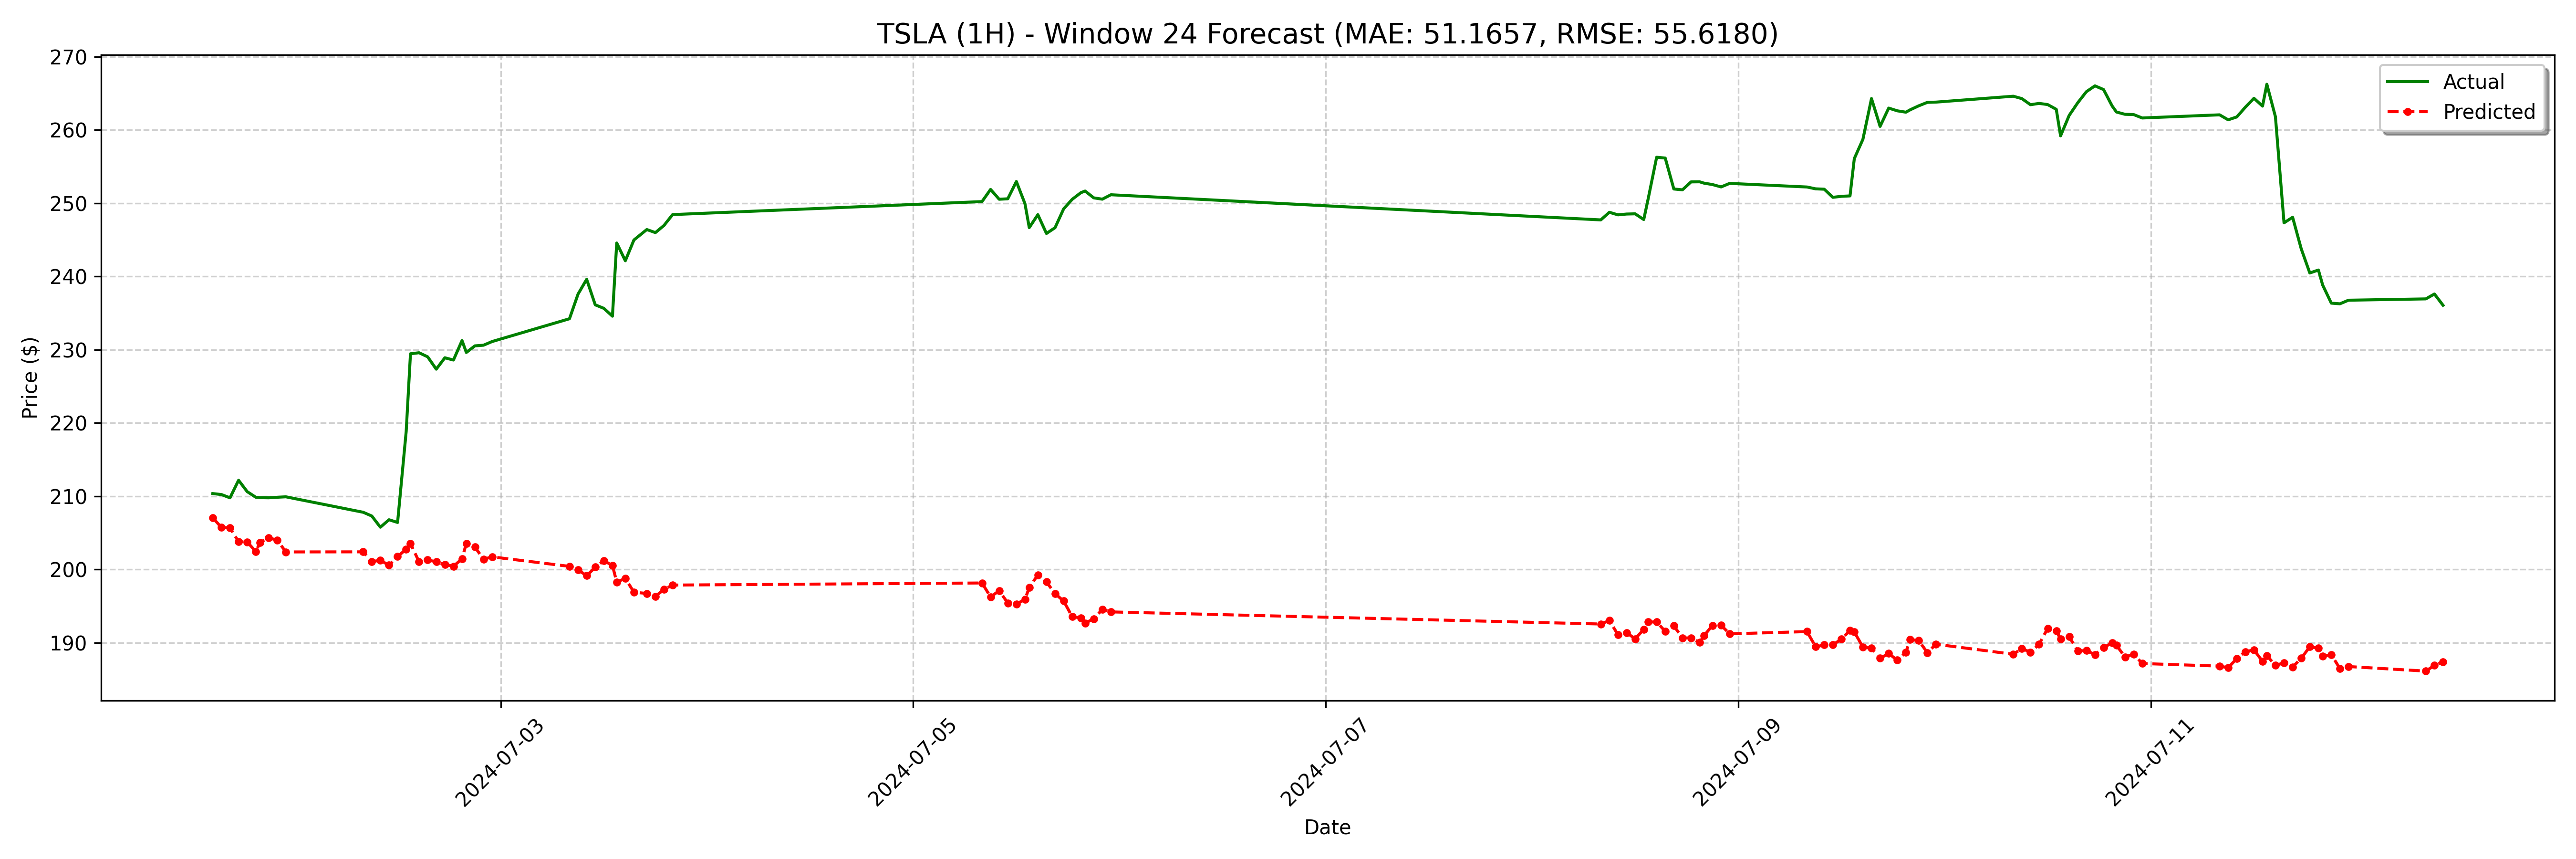 TSLA (1H) - Window 24 Forecast (MAE: 51.1657, RMSE: 55.6180)
Actual
Predicted
Price ($)
270
260
250
240
230
220
210
200
190
2024-07-03
2024-07-05
2024-07-07
2024-07-09
2024-07-11
Date